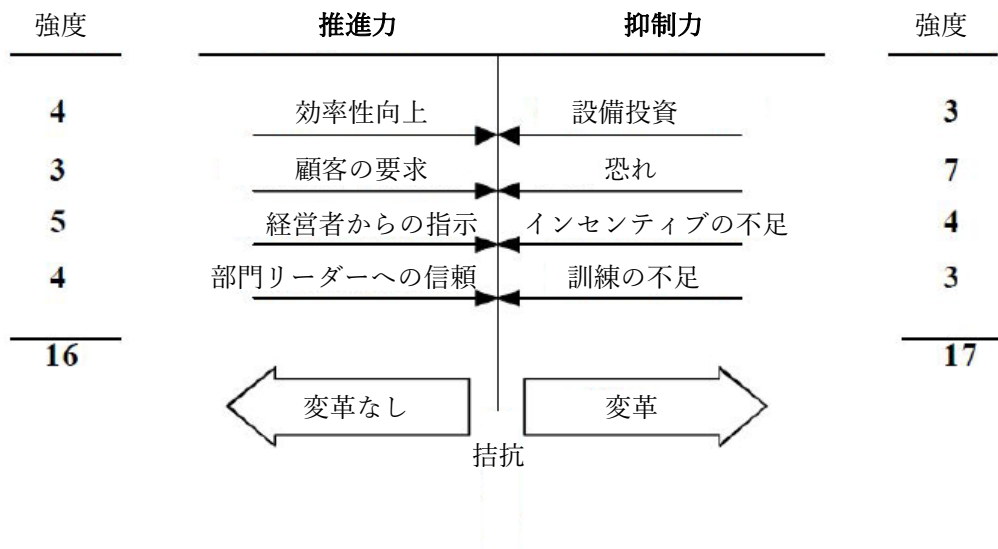 強度 推進力 抑制力 強度
4 効率性向上 設備投資 3
3 顧客の要求 恐れ 7
5 経営者からの指示 インセンティブの不足 4
4 部門リーダーへの信頼 訓練の不足 3
16 17
変革なし 変革
拮抗